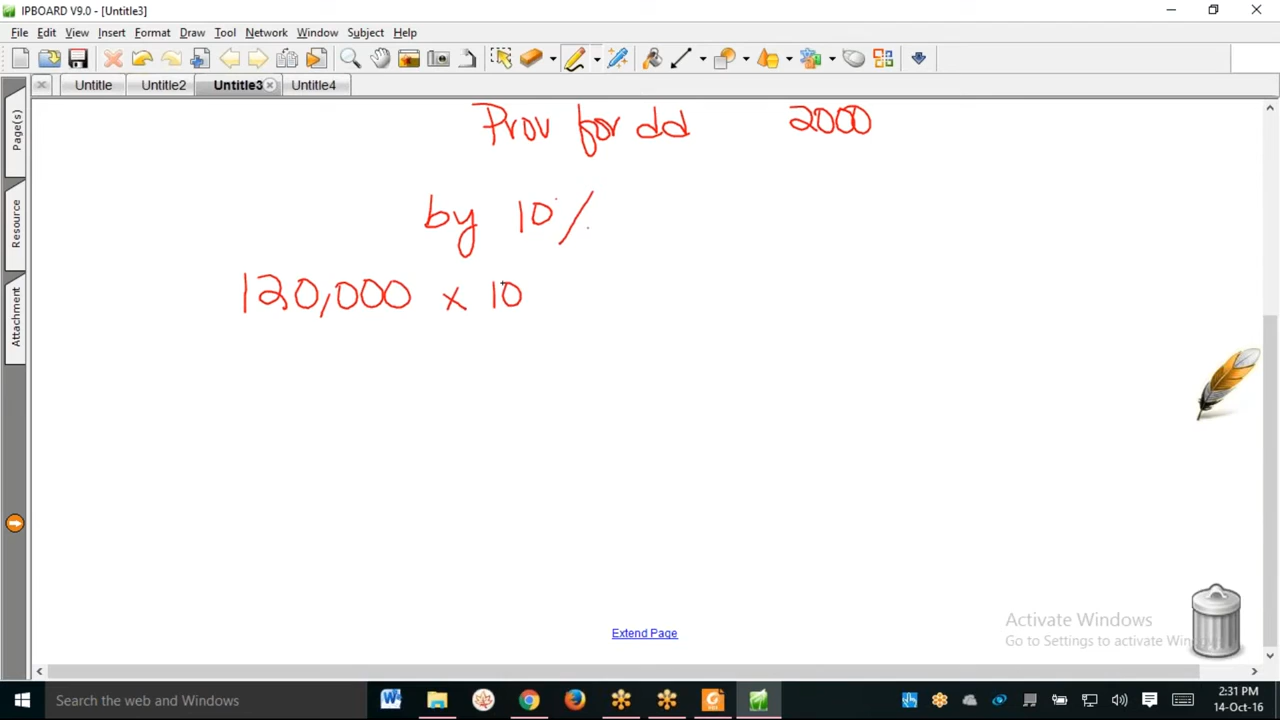 IPBOARD V9.0 - [Untitle3]
File Edit View Insert Format Draw Tool Network Window Subject Help
Untitle Untitle2 Untitle3 Untitle4
Page(s)
Resource
Attachment
Prov for dd 2000
by 10%
120,000 x 10
Extend Page
Activate Windows
Go to Settings to activate Windows.
Search the web and Windows
2:31 PM
14-Oct-16